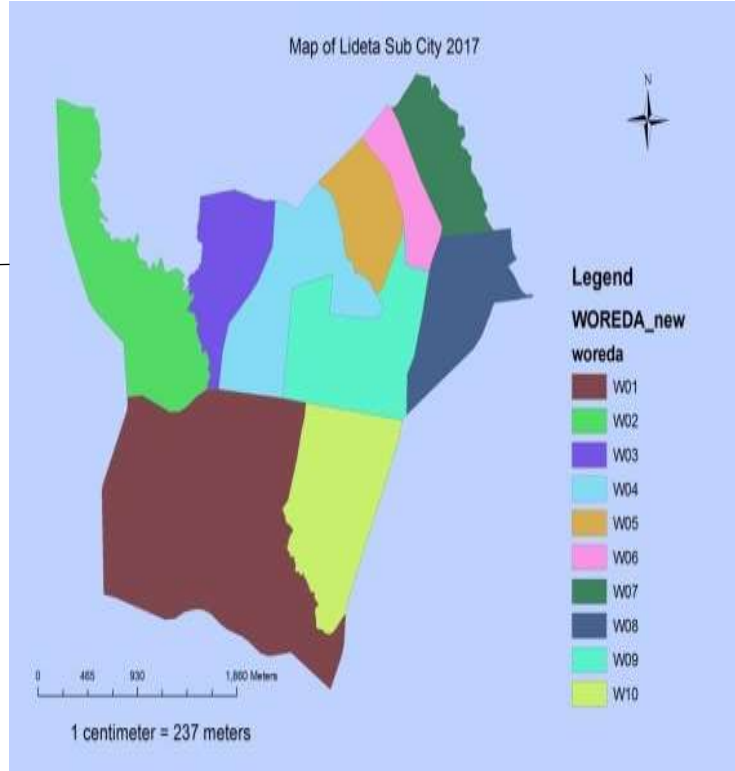 Map of Lideta Sub City 2017
N
Legend
WOREDA_new
woreda
W01
W02
W03
W04
W05
W06
W07
W08
W09
W10
0 465 930 1,860 Meters
1 centimeter = 237 meters